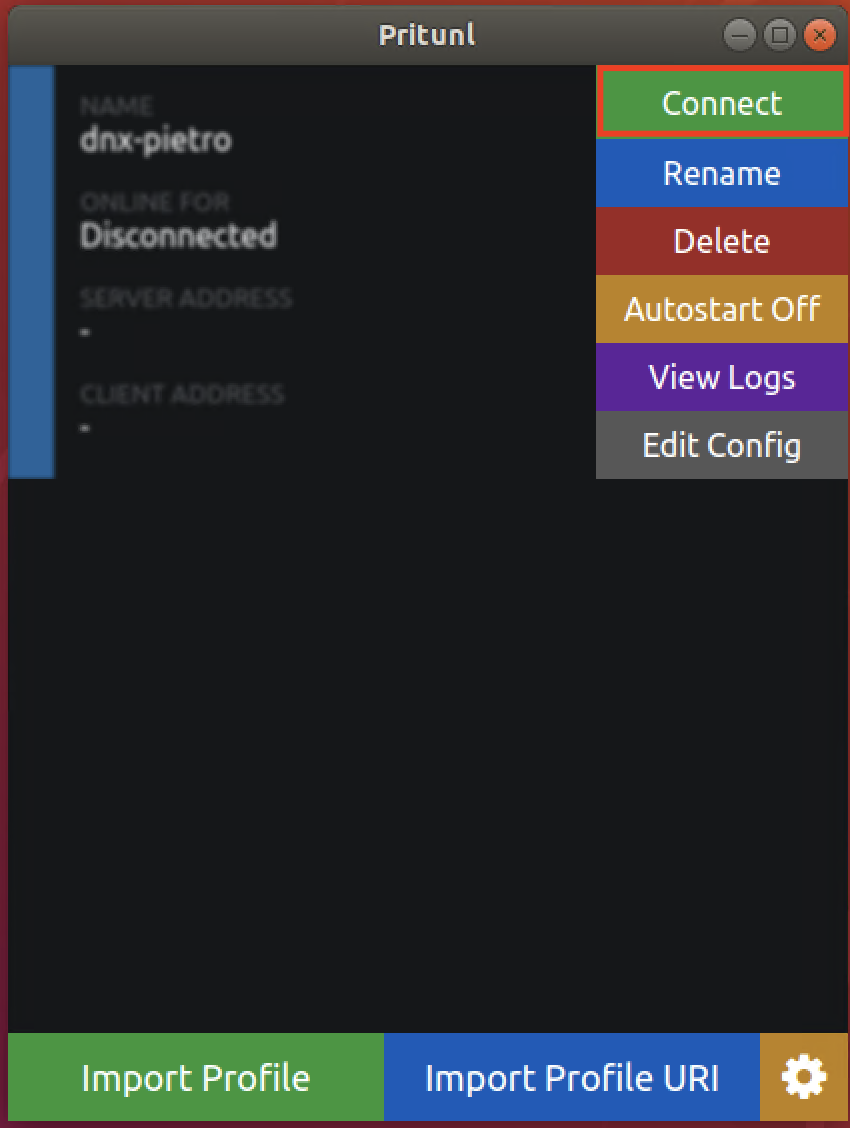 Pritunl
NAME
dnx-pietro
ONLINE FOR
Disconnected
SERVER ADDRESS
-
CLIENT ADDRESS
-
Connect
Rename
Delete
Autostart Off
View Logs
Edit Config
Import Profile
Import Profile URI